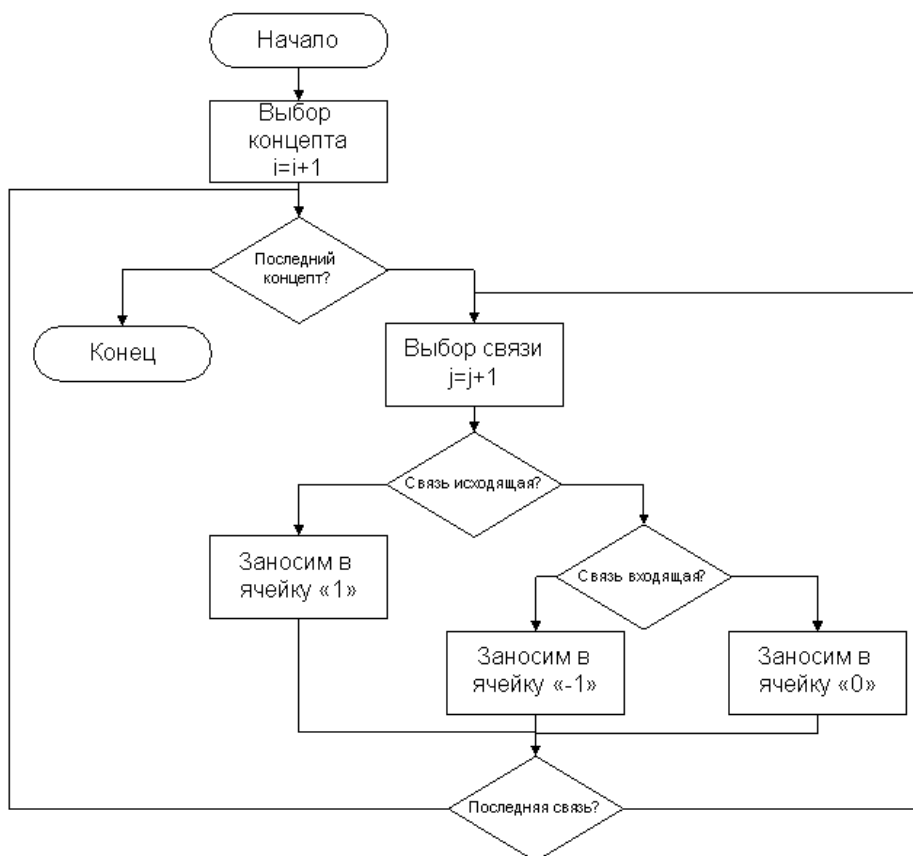 Начало
Выбор
концепта
i=i+1
Последний
концепт?
Конец
Выбор связи
j=j+1
Связь исходящая?
Заносим в
ячейку «1»
Связь входящая?
Заносим в
ячейку «-1»
Заносим в
ячейку «0»
Последняя связь?